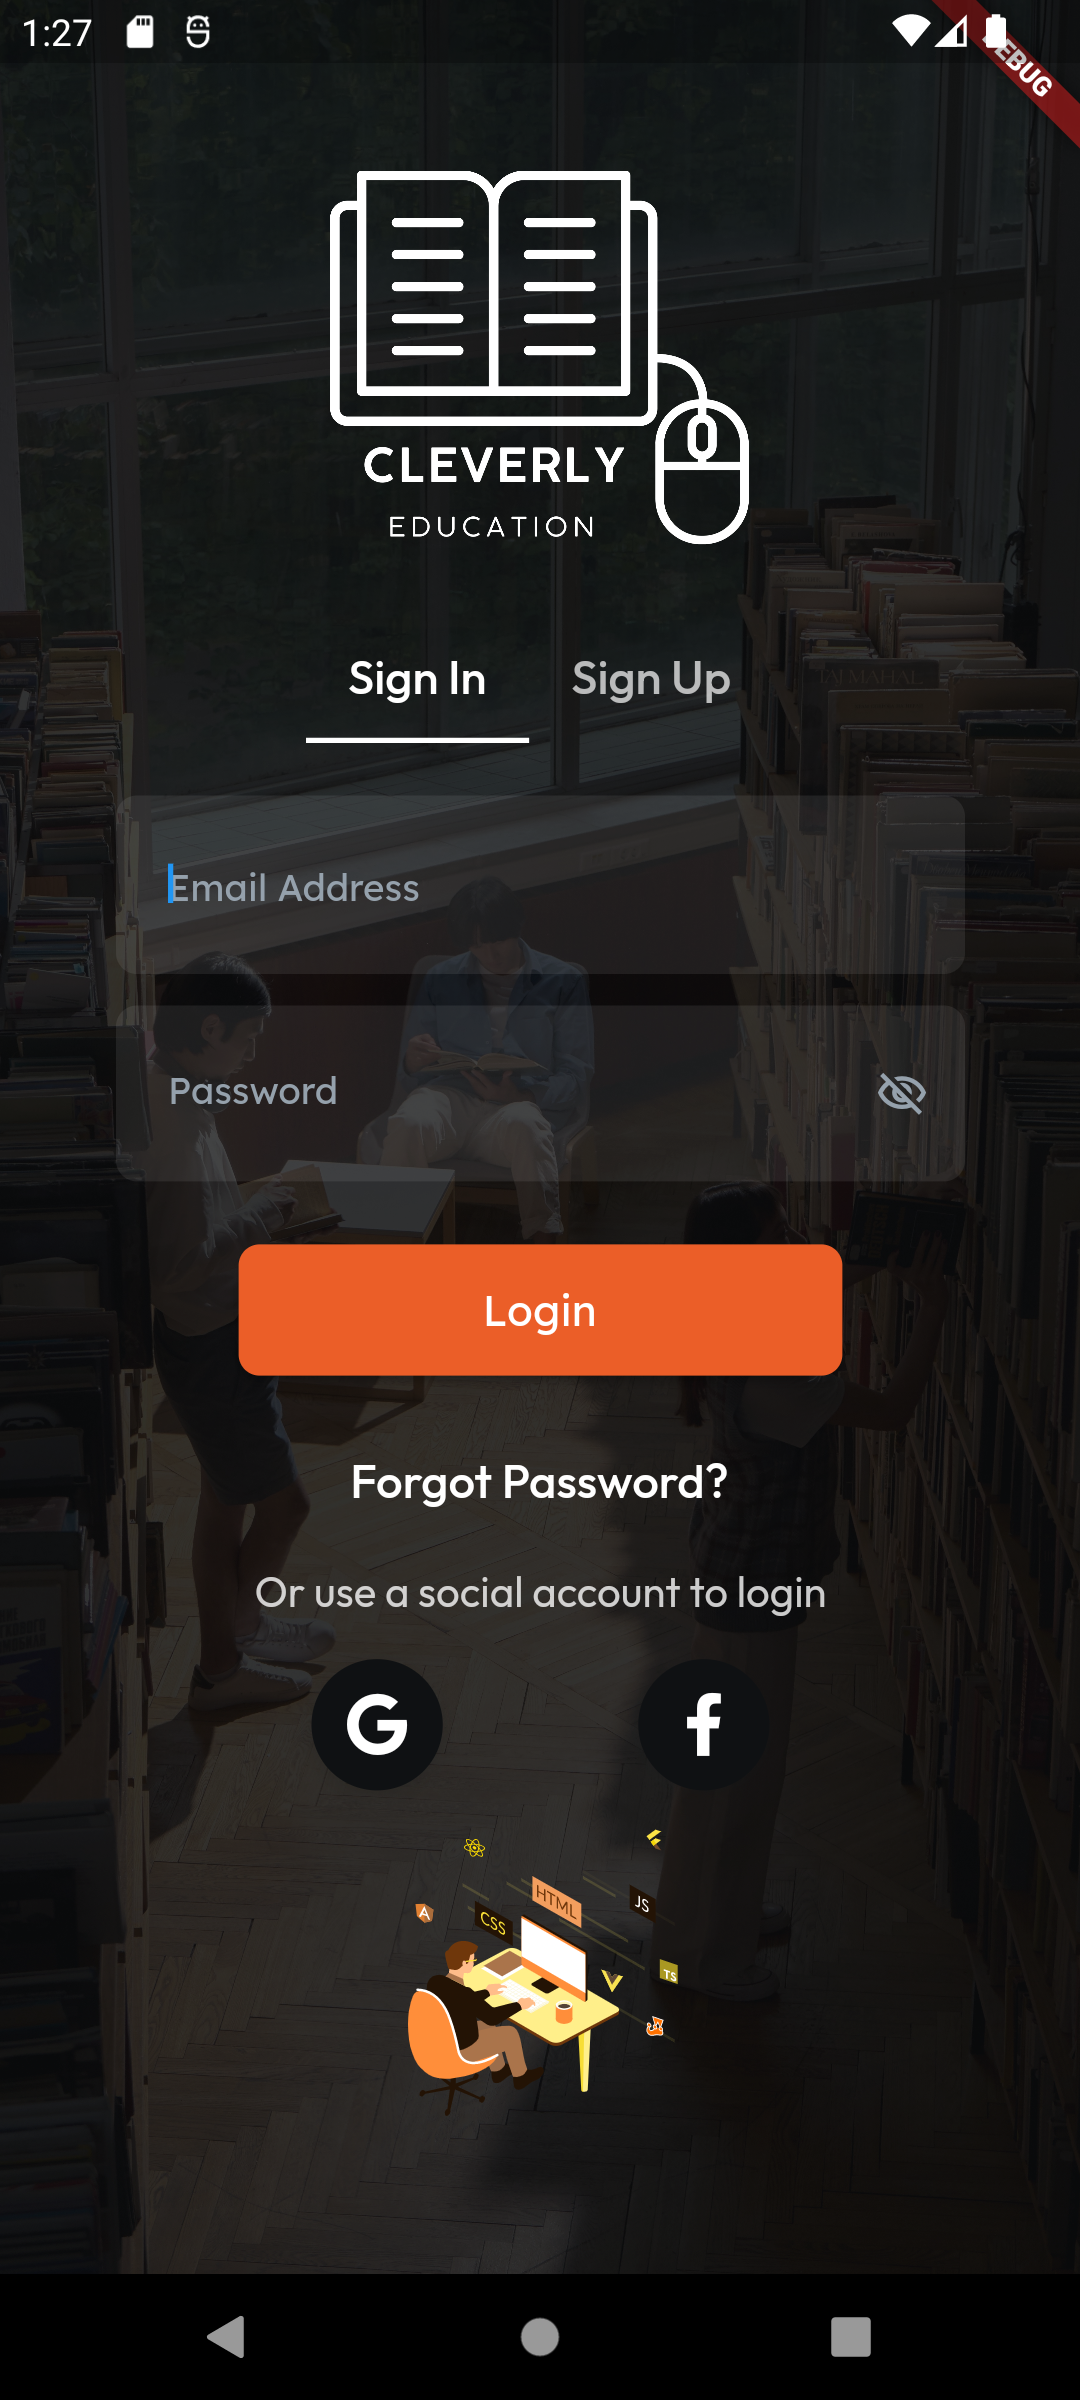 1:27
EBUG
CLEVERLY
EDUCATION
Sign In
Sign Up
Email Address
Password
Login
Forgot Password?
Or use a social account to login
G
f
HTML
JS
A
CSS
TS